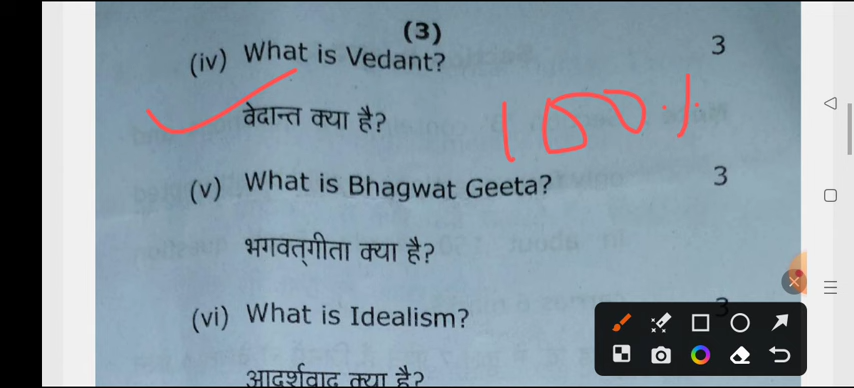 (3)
(iv) What is Vedant? 3
वेदान्त क्या है?
100%
(v) What is Bhagwat Geeta? 3
भगवत्गीता क्या है?
(vi) What is Idealism? 3
आदर्शवाद क्या है?